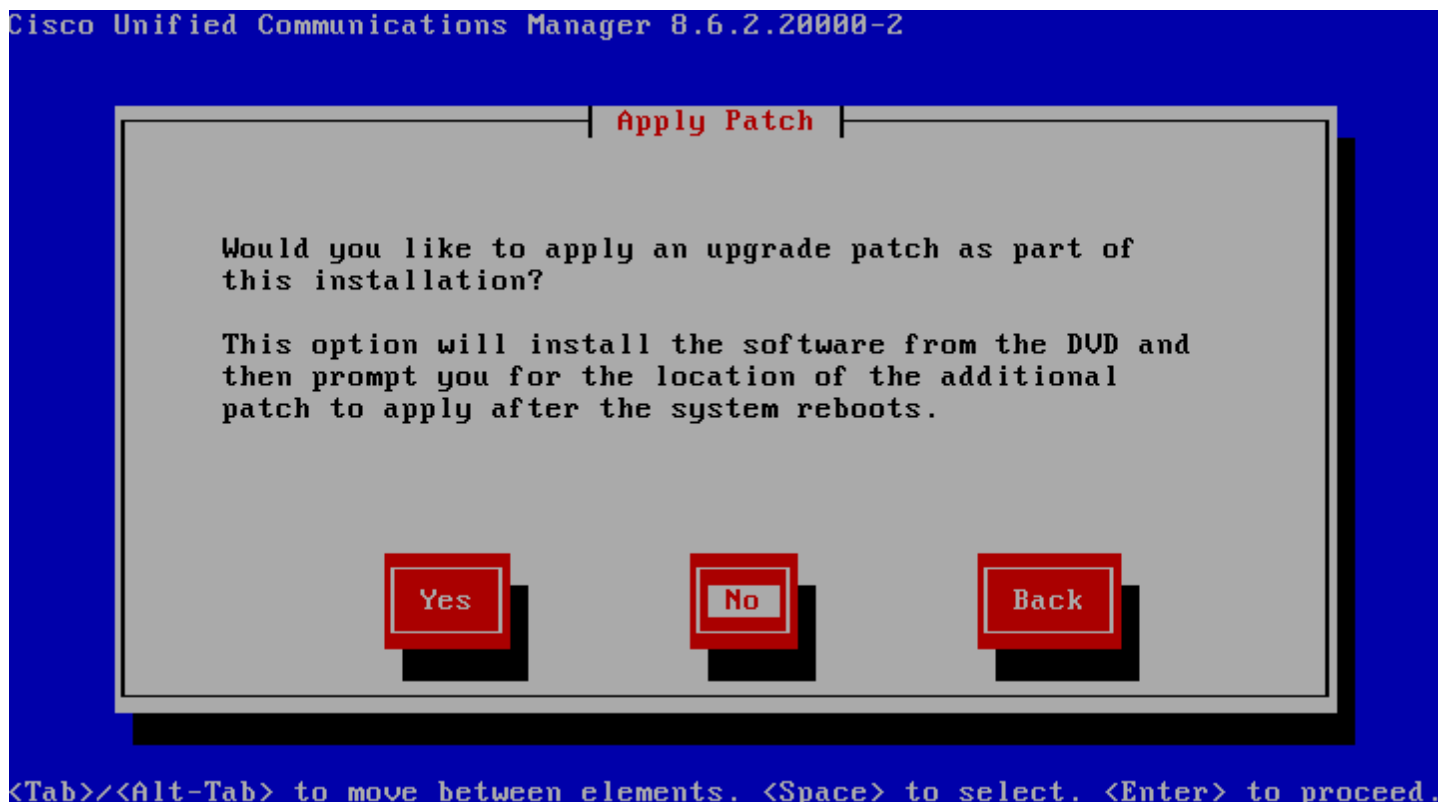 Cisco Unified Communications Manager 8.6.2.20000-2
Apply Patch
Would you like to apply an upgrade patch as part of
this installation?
This option will install the software from the DVD and
then prompt you for the location of the additional
patch to apply after the system reboots.
Yes No Back
<Tab>/<Alt-Tab> to move between elements. <Space> to select. <Enter> to proceed.